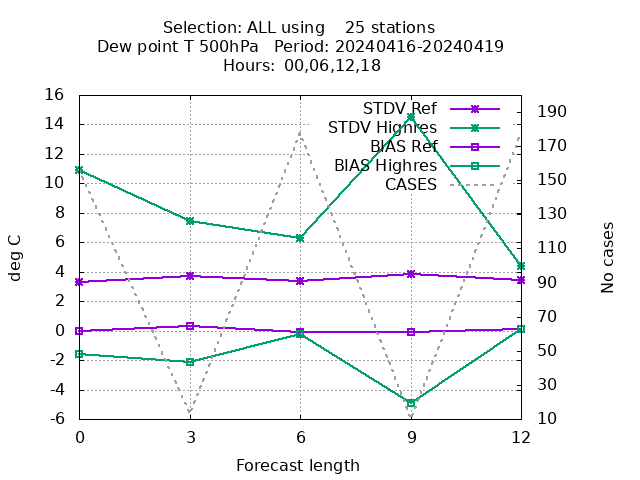 Selection: ALL using    25 stations
Dew point T 500hPa   Period: 20240416-20240419
Hours: 00,06,12,18
STDV Ref
STDV Highres
BIAS Ref
BIAS Highres
CASES
16
14
12
10
8
6
4
2
0
-2
-4
-6
deg C
190
170
150
130
110
90
70
50
30
10
No cases
0 3 6 9 12
Forecast length